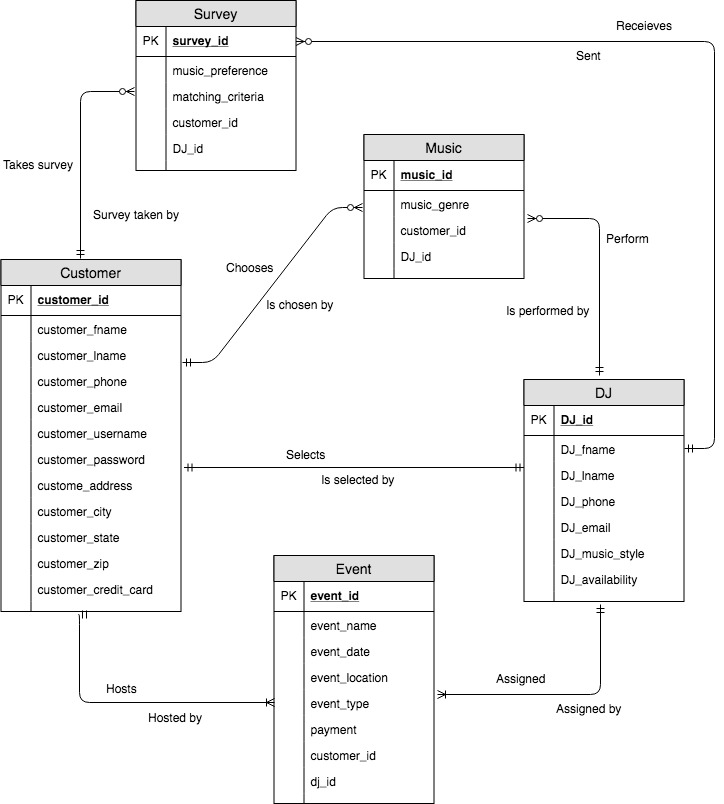 Survey
PK survey_id
music_preference
matching_criteria
customer_id
DJ_id
Receieves
Sent
Takes survey
Survey taken by
Music
PK music_id
music_genre
customer_id
DJ_id
Chooses
Is chosen by
Perform
Is performed by
Customer
PK customer_id
customer_fname
customer_lname
customer_phone
customer_email
customer_username
customer_password
custome_address
customer_city
customer_state
customer_zip
customer_credit_card
Selects
Is selected by
DJ
PK DJ_id
DJ_fname
DJ_lname
DJ_phone
DJ_email
DJ_music_style
DJ_availability
Event
PK event_id
event_name
event_date
event_location
event_type
payment
customer_id
dj_id
Hosts
Hosted by
Assigned
Assigned by